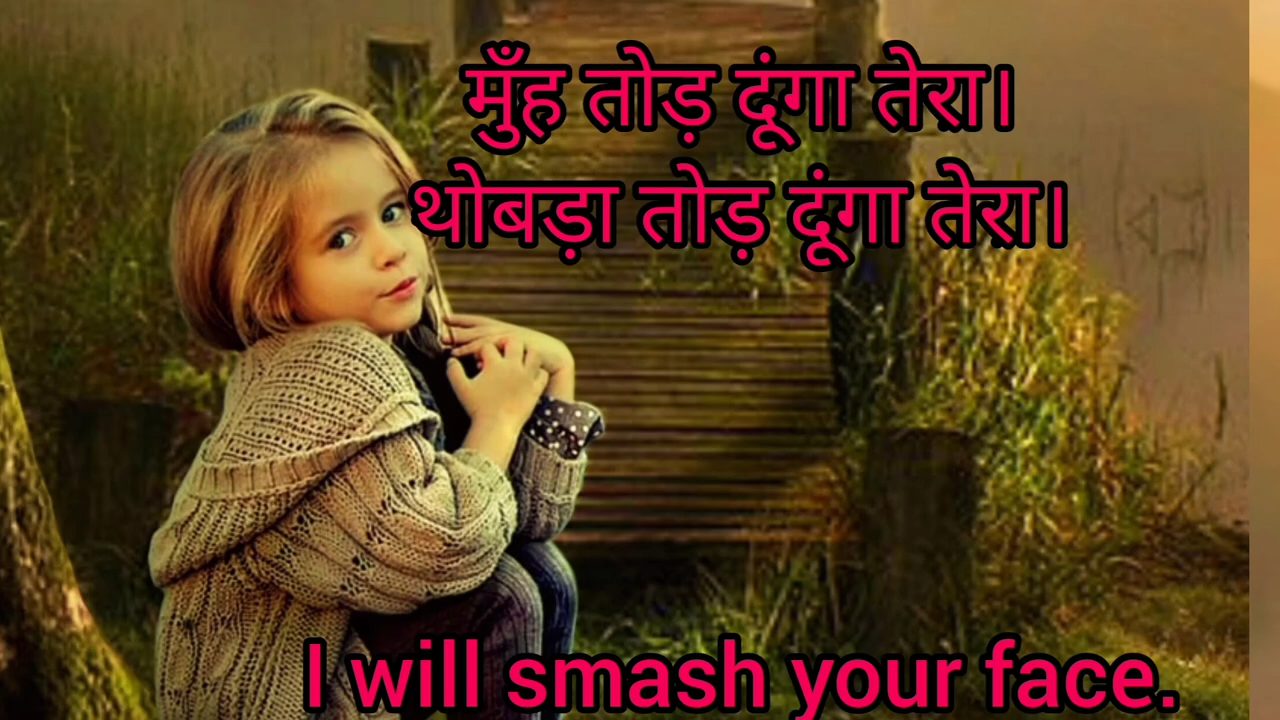 मुँह तोड़ दूंगा तेरा।
थोबड़ा तोड़ दूंगा तेरा।
I will smash your face.